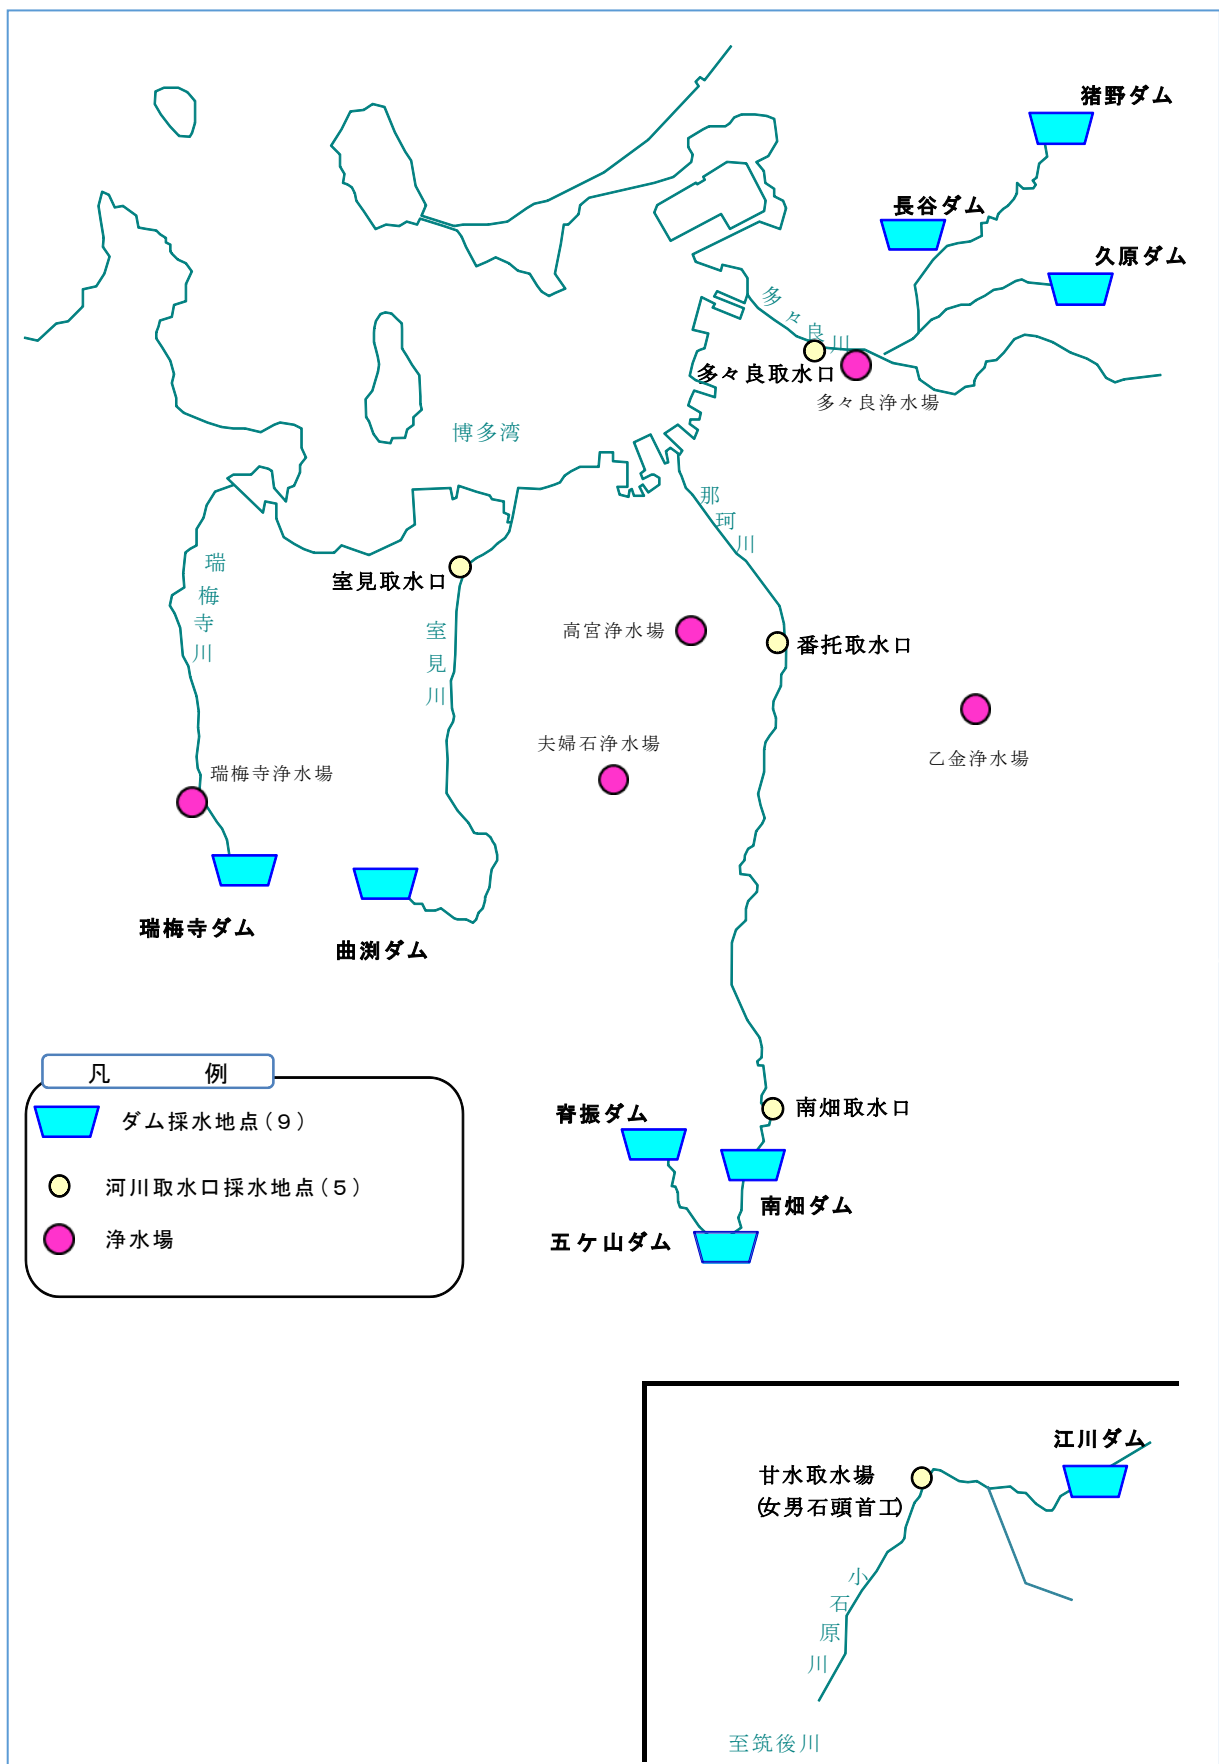 猪野ダム
長谷ダム
久原ダム
多々良川
多々良取水口
多々良浄水場
博多湾
那珂川
瑞梅寺川
室見取水口
室見川
高宮浄水場
番托取水口
夫婦石浄水場
乙金浄水場
瑞梅寺浄水場
瑞梅寺ダム
曲渕ダム
凡 例
ダム採水地点(9)
河川取水口採水地点(5)
浄水場
脊振ダム
南畑取水口
南畑ダム
五ケ山ダム
江川ダム
甘水取水場
(女男石頭首工)
小石原川
至筑後川